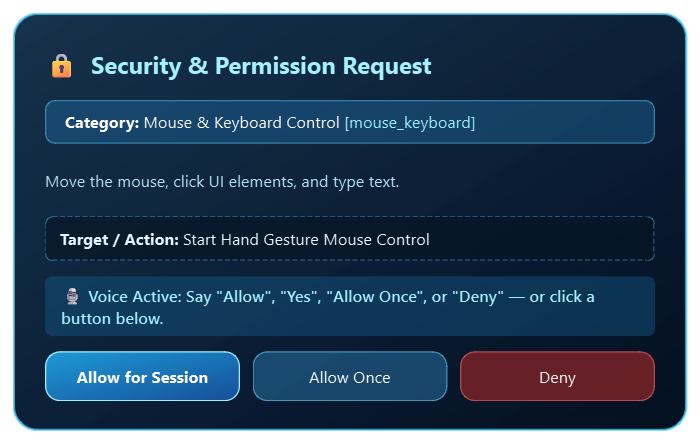 Security & Permission Request
Category: Mouse & Keyboard Control [mouse_keyboard]
Move the mouse, click UI elements, and type text.
Target / Action: Start Hand Gesture Mouse Control
Voice Active: Say "Allow", "Yes", "Allow Once", or "Deny" — or click a
button below.
Allow for Session
Allow Once
Deny